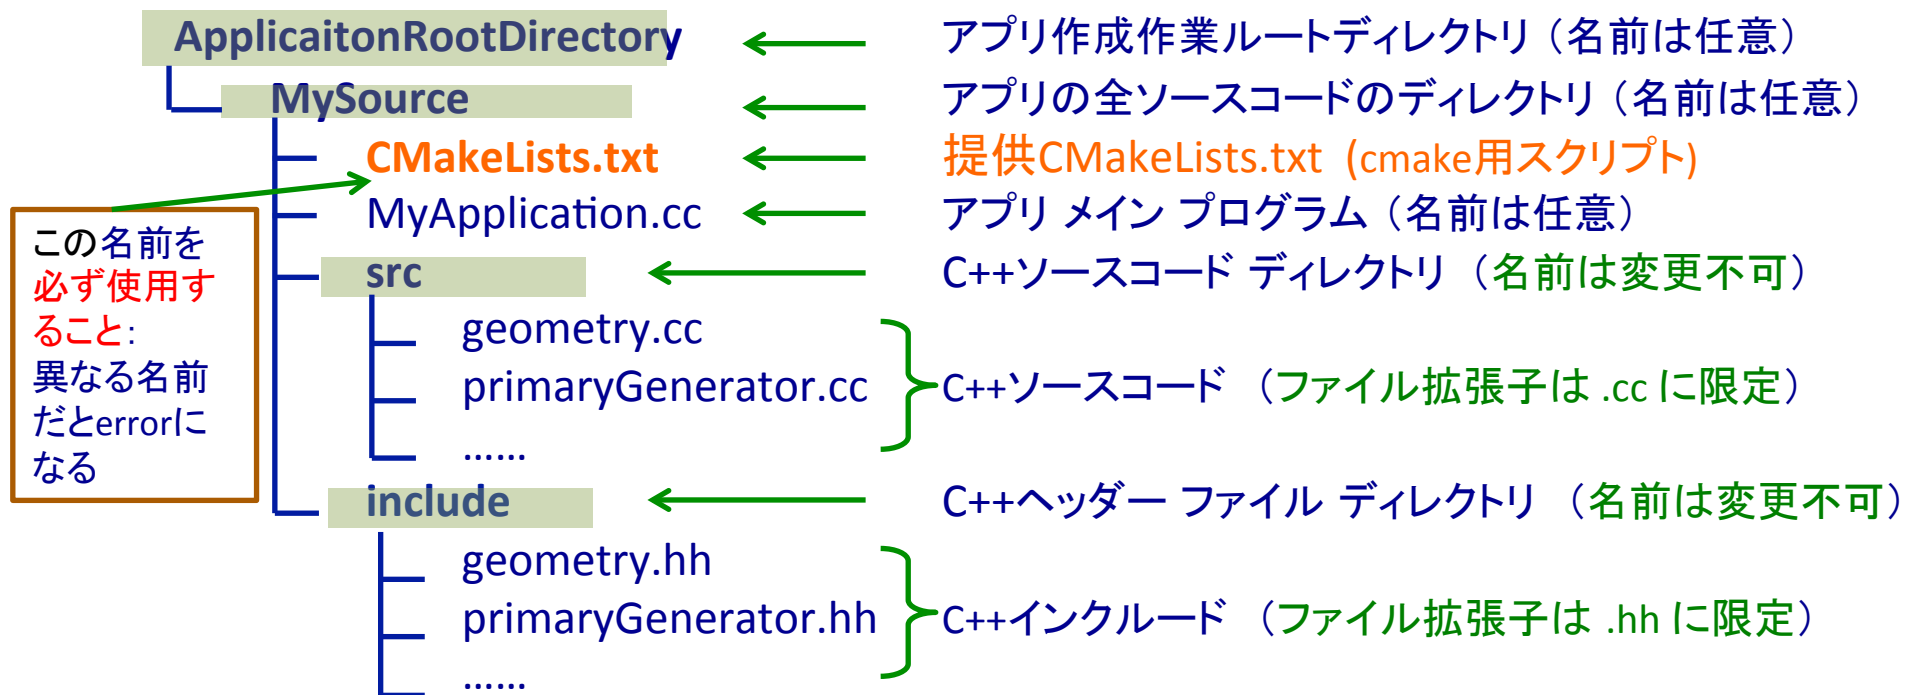 ApplicaitonRootDirectory アプリ作成作業ルートディレクトリ（名前は任意）
MySource アプリの全ソースコードのディレクトリ（名前は任意）
CMakeLists.txt 提供CMakeLists.txt (cmake用スクリプト)
MyApplication.cc アプリ メイン プログラム（名前は任意）
src C++ソースコード ディレクトリ （名前は変更不可）
geometry.cc
primaryGenerator.cc C++ソースコード （ファイル拡張子は .cc に限定）
……
include C++ヘッダー ファイル ディレクトリ （名前は変更不可）
geometry.hh
primaryGenerator.hh C++インクルード （ファイル拡張子は .hh に限定）
……
この名前を
必ず使用す
ること:
異なる名前
だとerrorに
なる